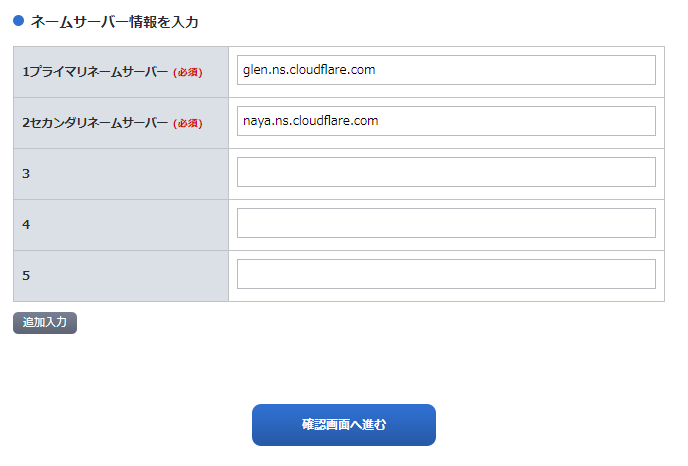 ネームサーバー情報を入力
1プライマリネームサーバー (必須)
glen.ns.cloudflare.com
2セカンダリネームサーバー (必須)
naya.ns.cloudflare.com
3
4
5
追加入力
確認画面へ進む